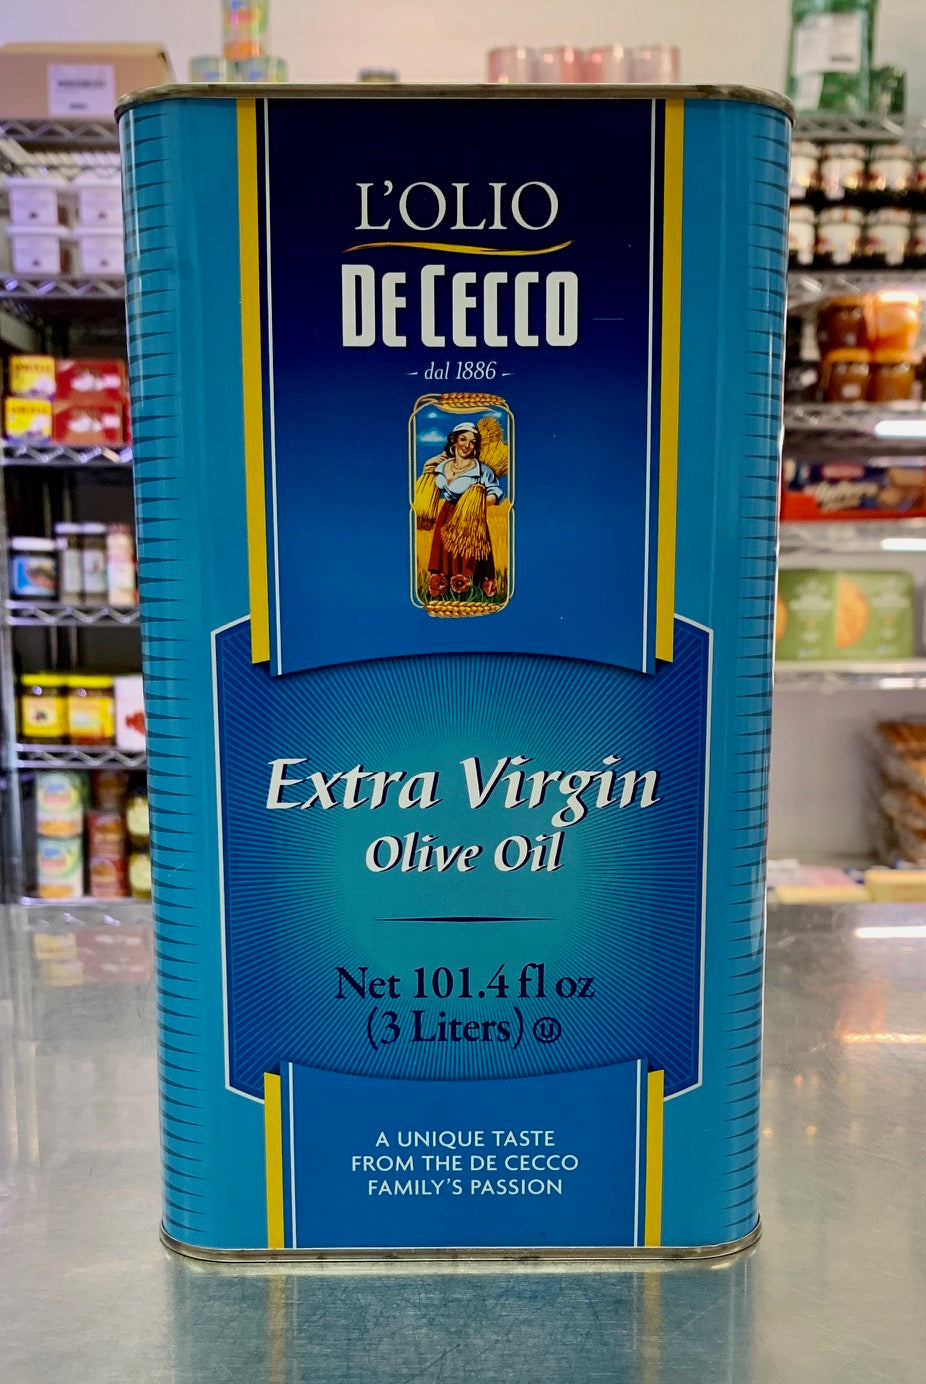 L'OLIO
DE CECCO
– dal 1886 –
Extra Virgin
Olive Oil
Net 101.4 fl oz
(3 Liters) Ⓤ
A UNIQUE TASTE
FROM THE DE CECCO
FAMILY'S PASSION